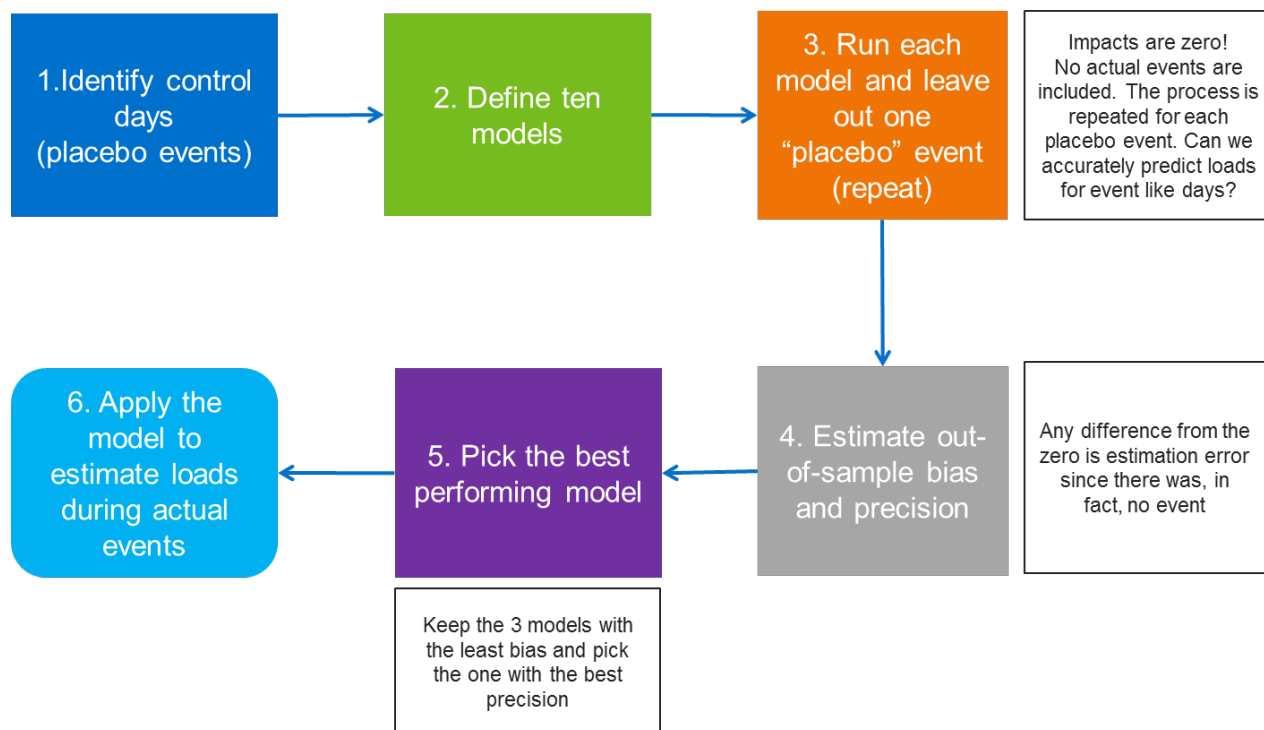 1.Identify control
days
(placebo events)
2. Define ten
models
3. Run each
model and leave
out one
“placebo” event
(repeat)
Impacts are zero!
No actual events are
included. The process is
repeated for each
placebo event. Can we
accurately predict loads
for event like days?
4. Estimate out-
of-sample bias
and precision
Any difference from the
zero is estimation error
since there was, in
fact, no event
5. Pick the best
performing model
Keep the 3 models with
the least bias and pick
the one with the best
precision
6. Apply the
model to
estimate loads
during actual
events